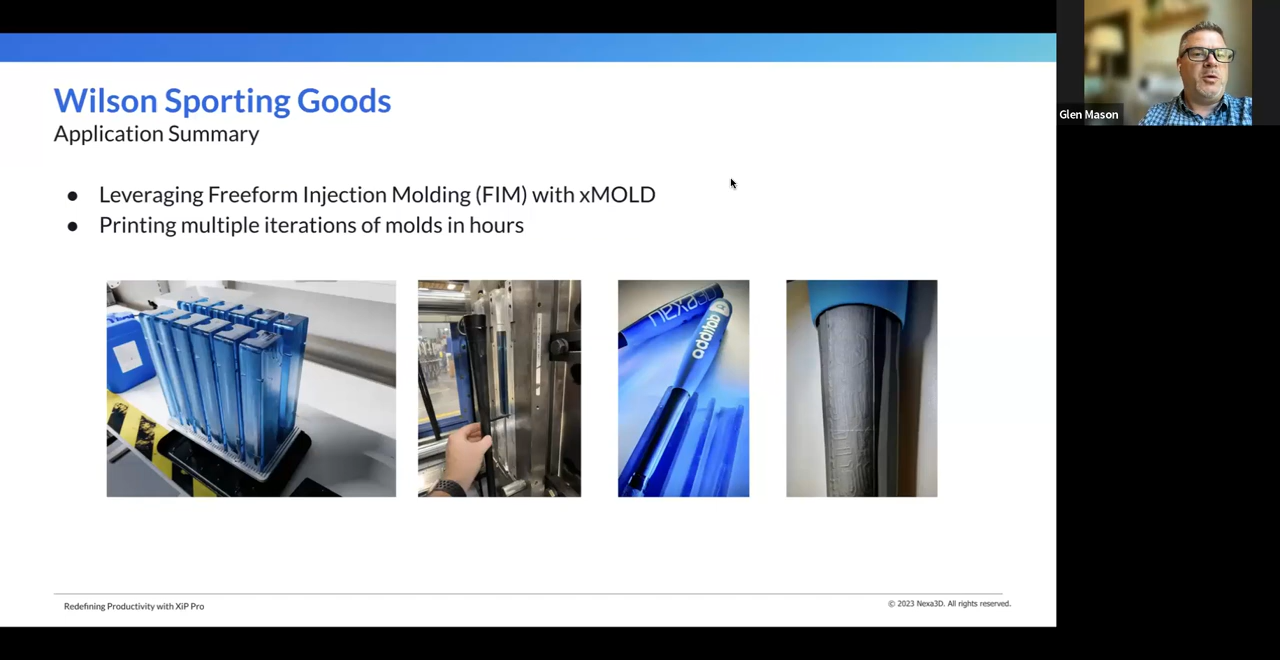 Wilson Sporting Goods
Application Summary
● Leveraging Freeform Injection Molding (FIM) with xMOLD
● Printing multiple iterations of molds in hours
addifab
Redefining Productivity with XiP Pro
© 2023 Nexa3D. All rights reserved.
Glen Mason